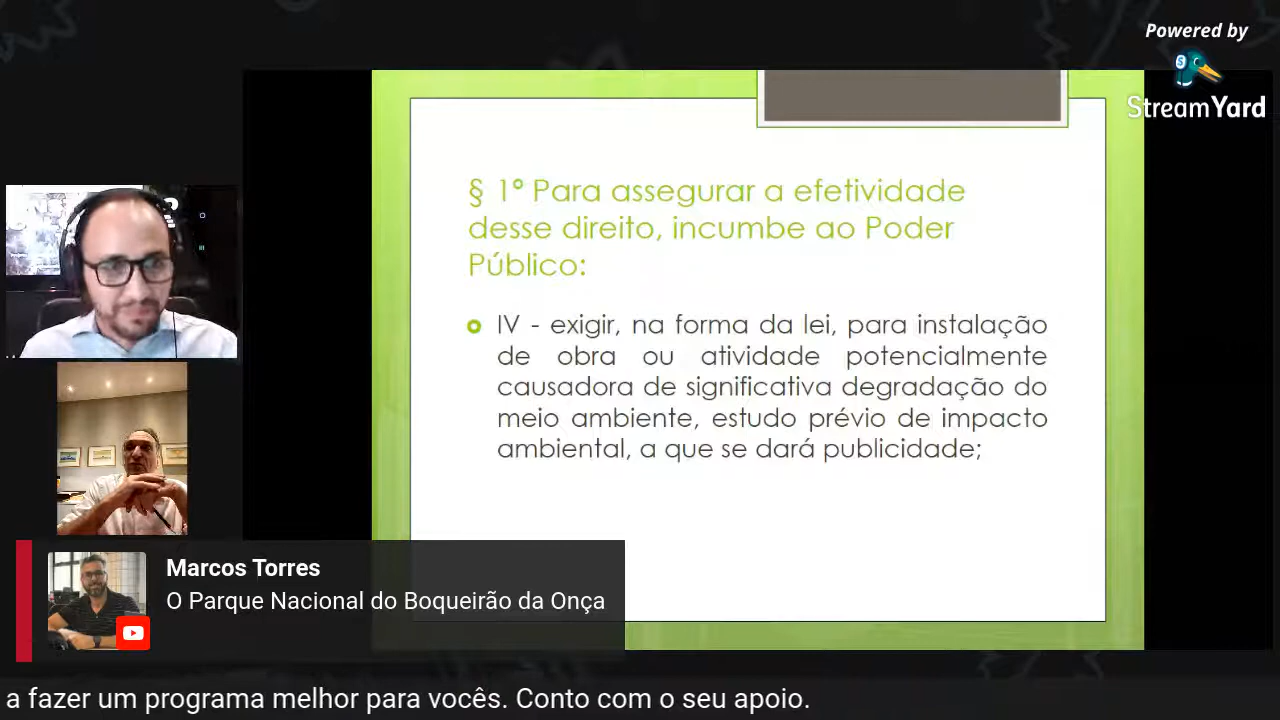 Powered by
StreamYard
§ 1º Para assegurar a efetividade
desse direito, incumbe ao Poder
Público:
IV - exigir, na forma da lei, para instalação
de obra ou atividade potencialmente
causadora de significativa degradação do
meio ambiente, estudo prévio de impacto
ambiental, a que se dará publicidade;
Marcos Torres
O Parque Nacional do Boqueirão da Onça
a fazer um programa melhor para vocês. Conto com o seu apoio.